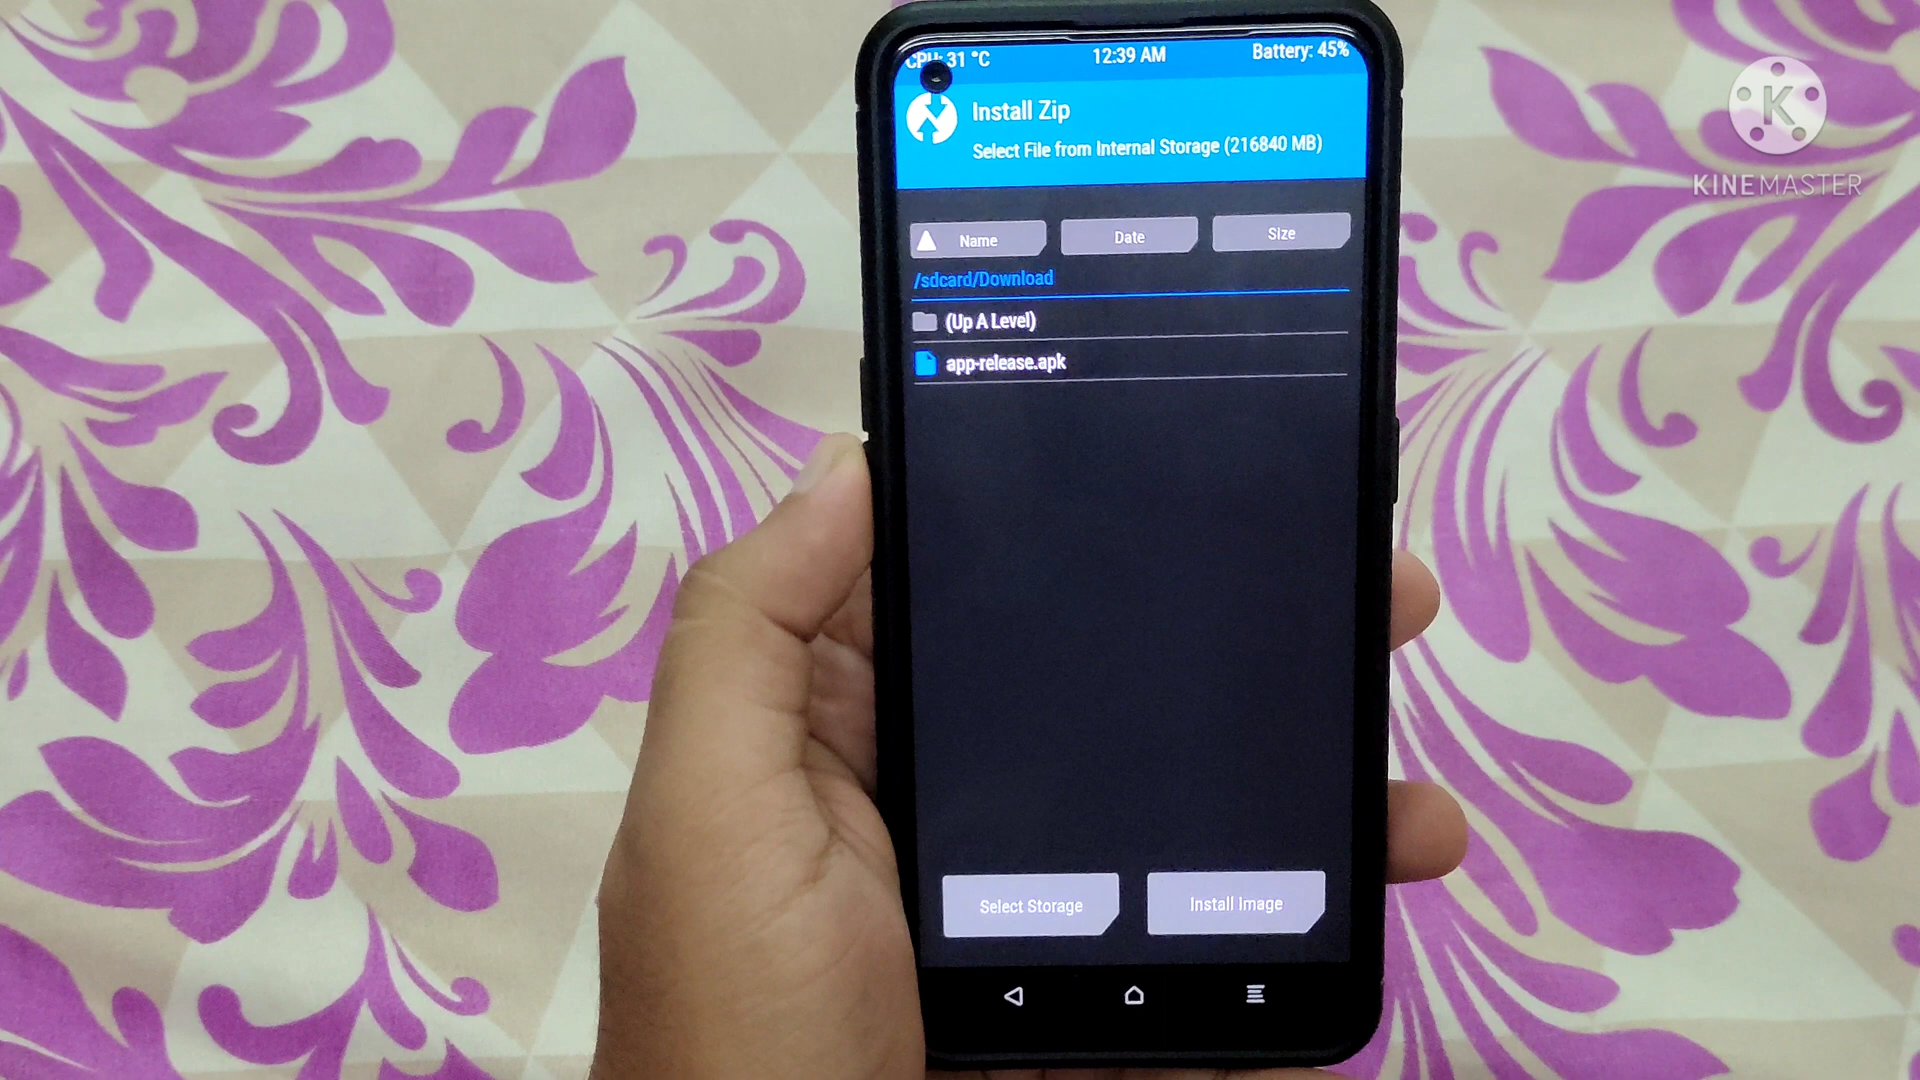 CPU: 31 °C 12:39 AM Battery: 45%
Install Zip
Select File from Internal Storage (216840 MB)
Name Date Size
/sdcard/Download
(Up A Level)
app-release.apk
Select Storage Install Image
K
KINEMASTER